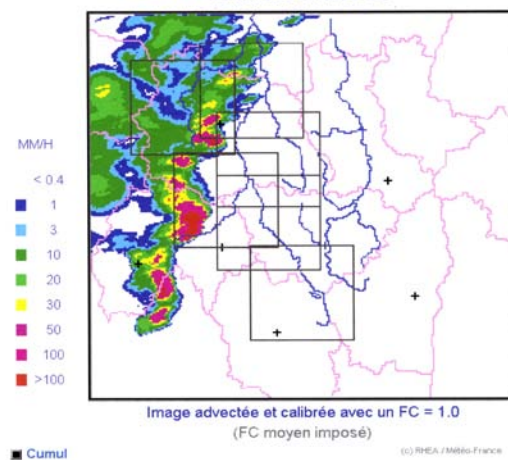 MM/H
< 0.4
1
3
10
20
30
50
100
>100
Image advectée et calibrée avec un FC = 1.0
(FC moyen imposé)
Cumul
(c) RHEA / Météo-France